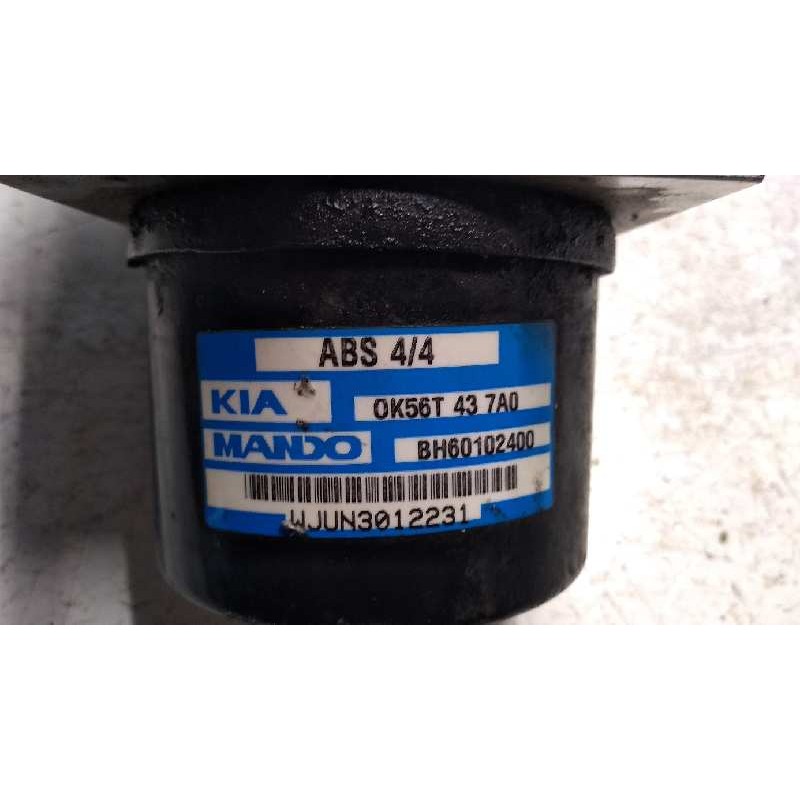 ABS 4/4
KIA 0K56T 43 7A0
MANDO BH60102400
WJUN3012231